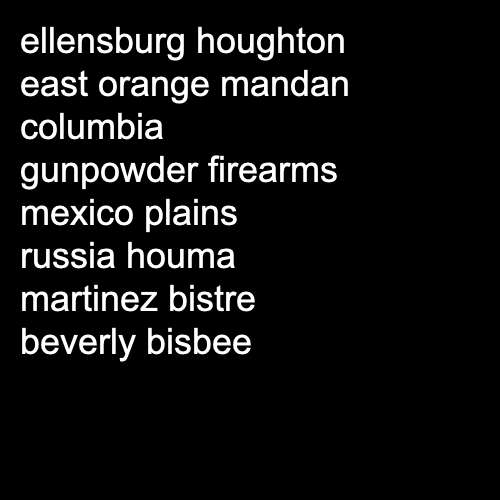 ellensburg houghton
east orange mandan
columbia
gunpowder firearms
mexico plains
russia houma
martinez bistre
beverly bisbee